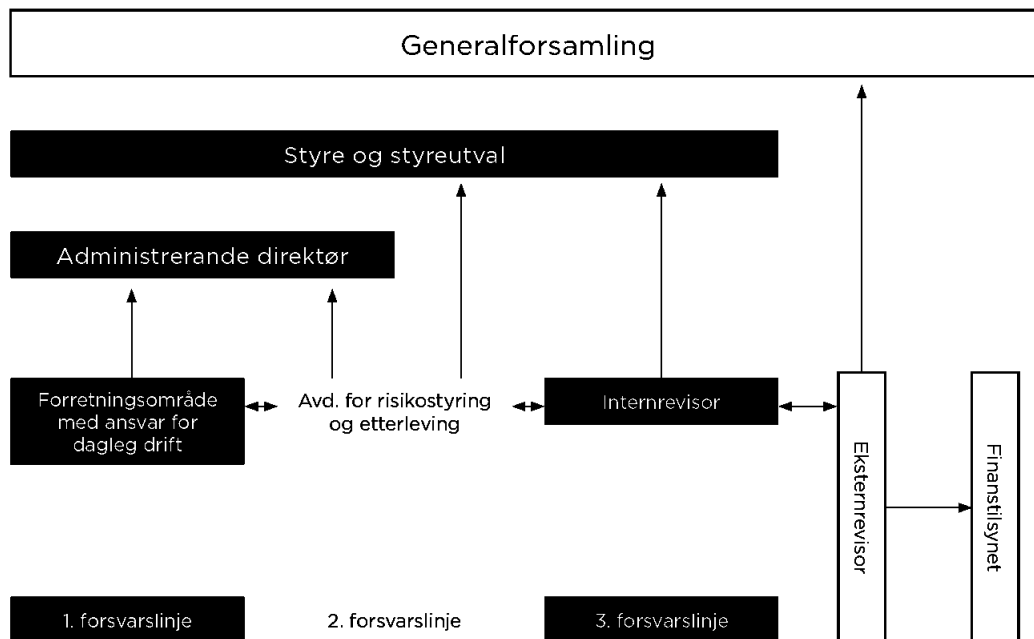 Generalforsamling
Styre og styreutval
Administrerande direktør
Forretningsområde
med ansvar for
dagleg drift
Avd. for risikostyring
og etterleving
Internrevisor
Eksternrevisor
Finanstilsynet
1. forsvarslinje
2. forsvarslinje
3. forsvarslinje